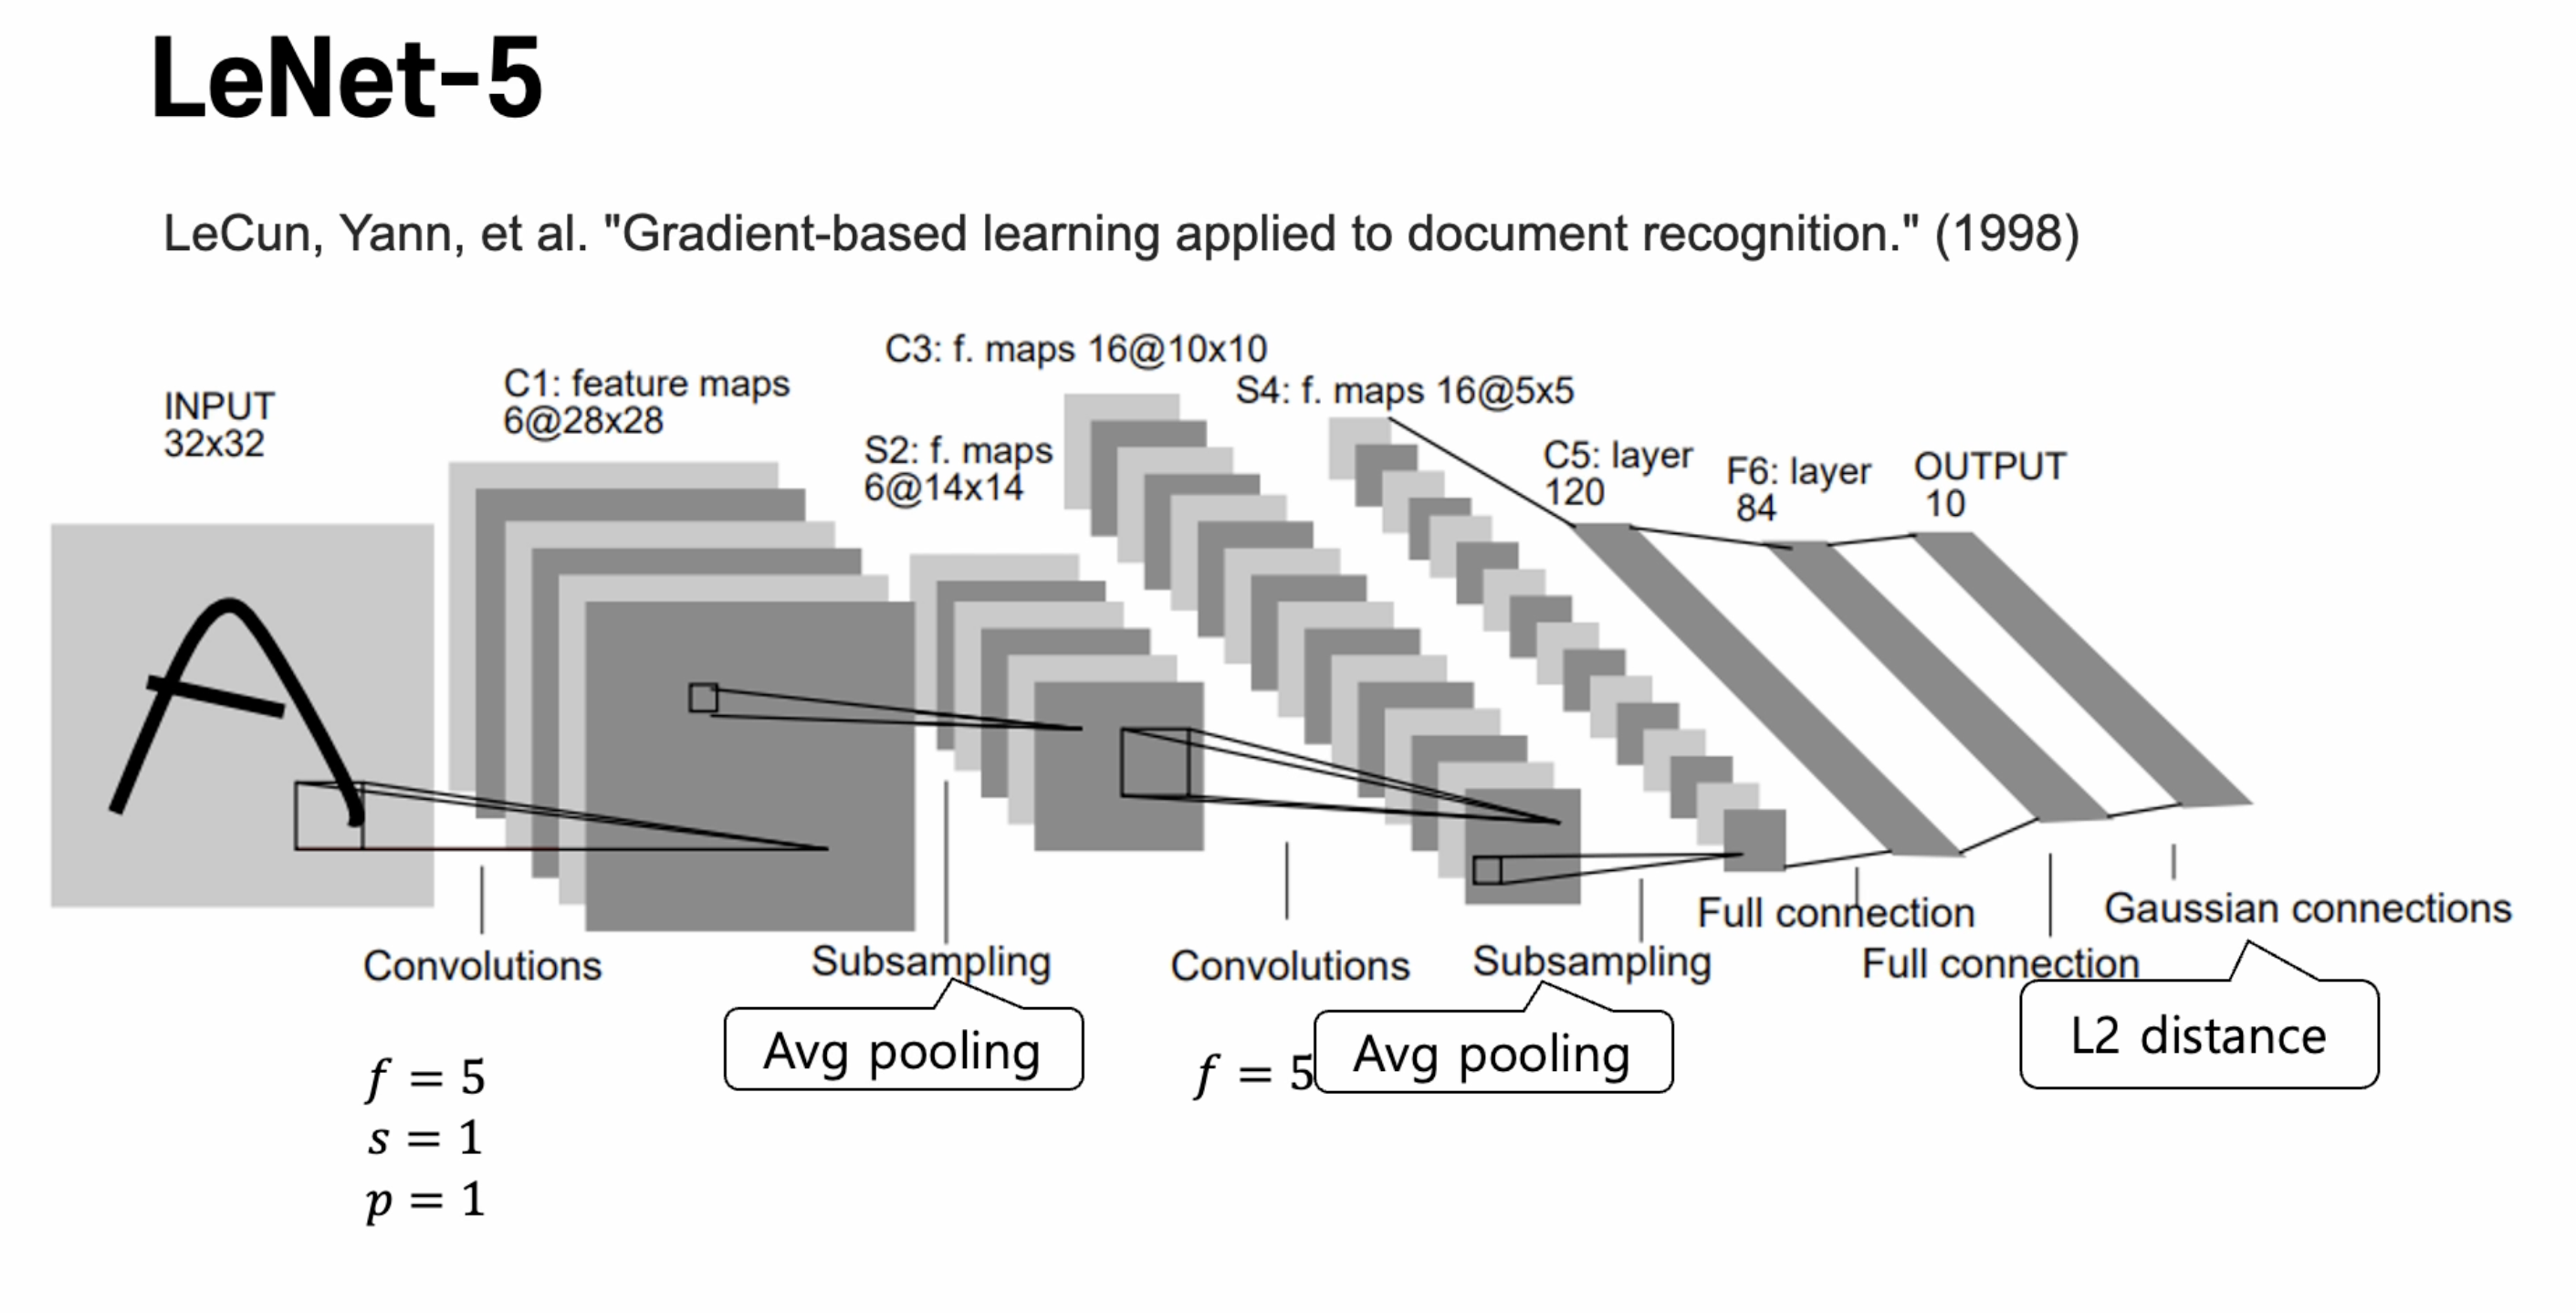 LeNet-5
LeCun, Yann, et al. "Gradient-based learning applied to document recognition." (1998)
INPUT
32x32
C1: feature maps
6@28x28
S2: f. maps
6@14x14
C3: f. maps 16@10x10
S4: f. maps 16@5x5
C5: layer
120
F6: layer
84
OUTPUT
10
A
Convolutions
Subsampling
Convolutions
Subsampling
Full connection
Full connection
Gaussian connections
Avg pooling
Avg pooling
L2 distance
f = 5
s = 1
p = 1
f = 5